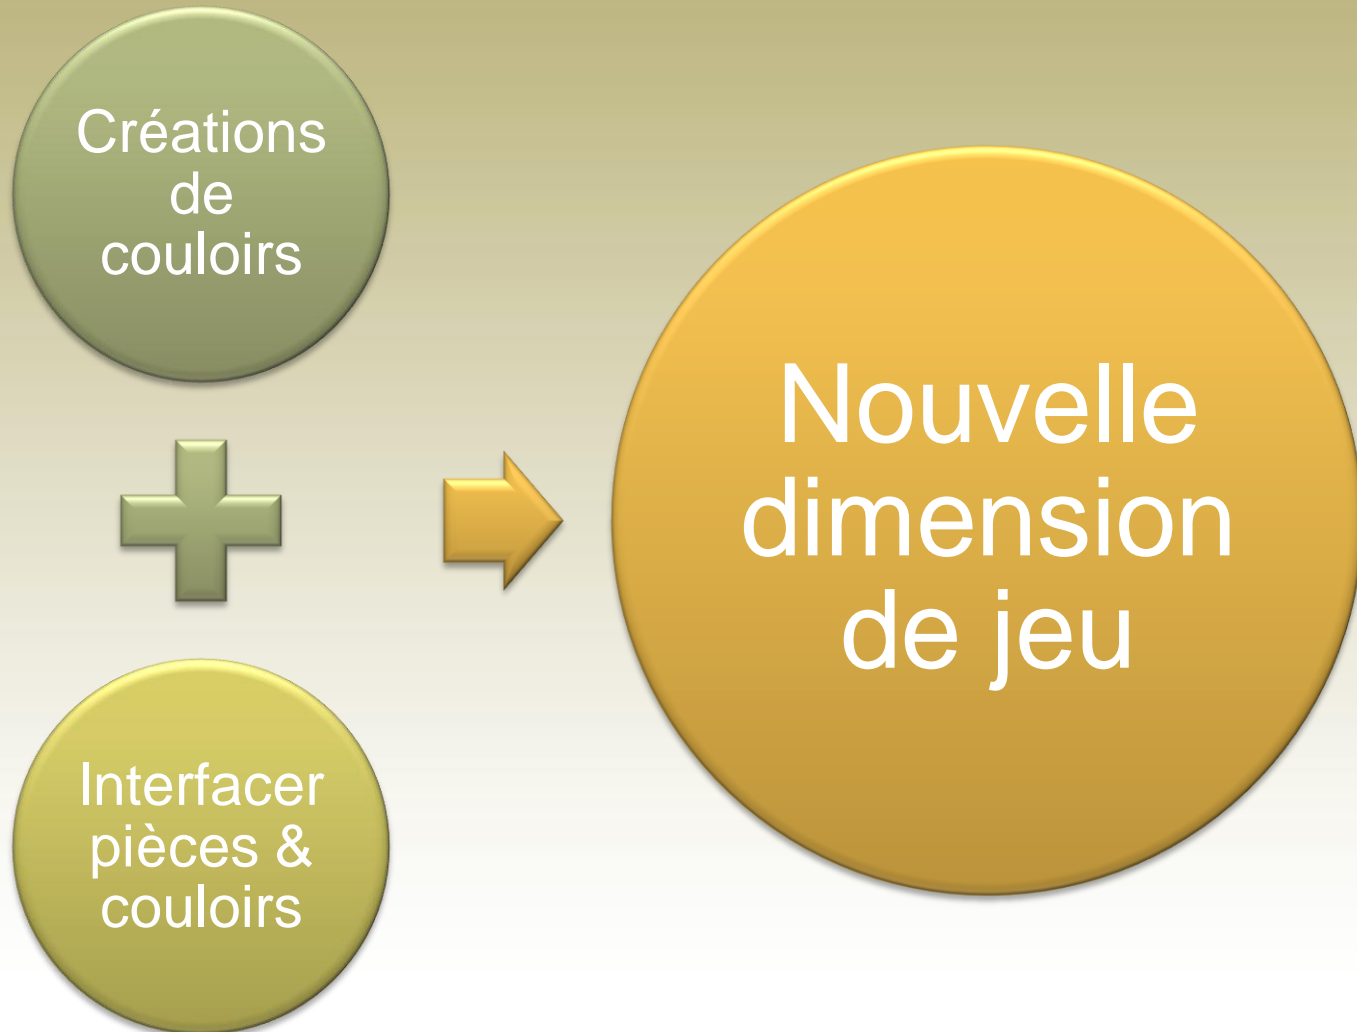 Créations
de
couloirs
Interfacer
pièces &
couloirs
Nouvelle
dimension
de jeu